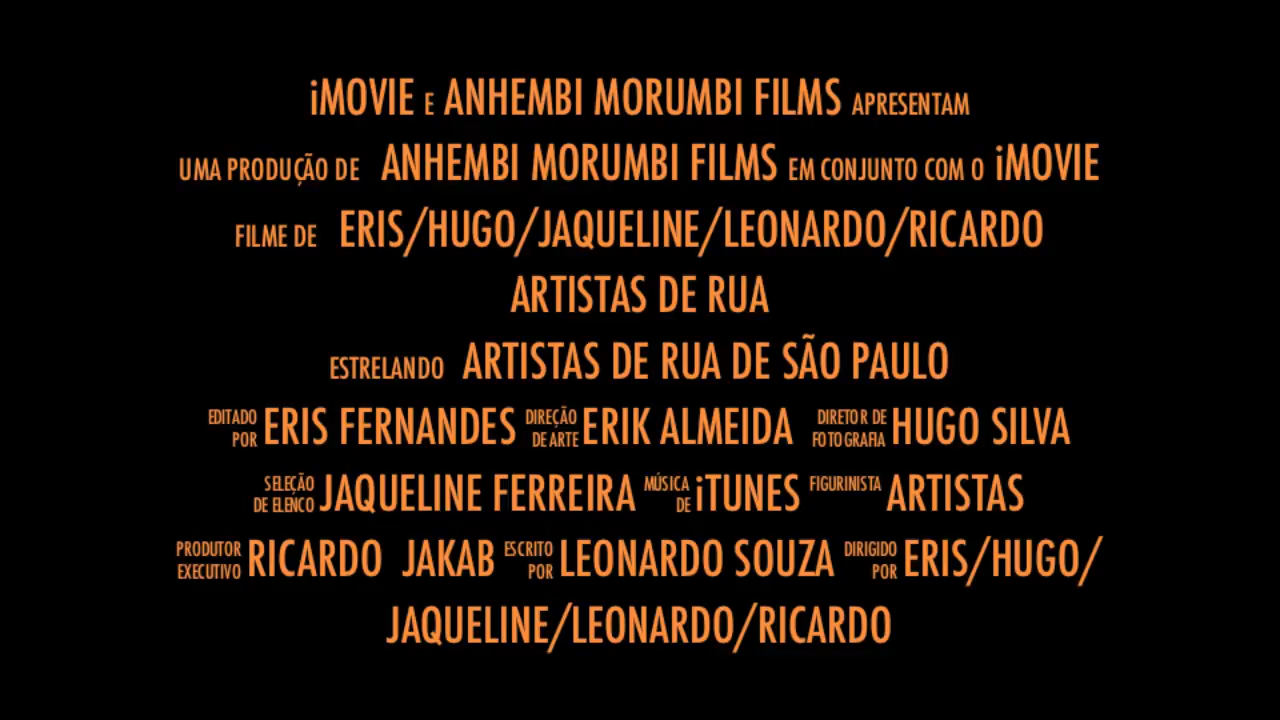 iMOVIE E ANHEMBI MORUMBI FILMS APRESENTAM
UMA PRODUÇÃO DE ANHEMBI MORUMBI FILMS EM CONJUNTO COM O iMOVIE
FILME DE ERIS/HUGO/JAQUELINE/LEONARDO/RICARDO
ARTISTAS DE RUA
ESTRELANDO ARTISTAS DE RUA DE SÃO PAULO
EDITADO POR ERIS FERNANDES DIREÇÃO DE ARTE ERIK ALMEIDA DIRETOR DE FOTOGRAFIA HUGO SILVA
SELEÇÃO DE ELENCO JAQUELINE FERREIRA MÚSICA DE iTUNES FIGURINISTA ARTISTAS
PRODUTOR EXECUTIVO RICARDO JAKAB ESCRITO POR LEONARDO SOUZA DIRIGIDO POR ERIS/HUGO/
JAQUELINE/LEONARDO/RICARDO